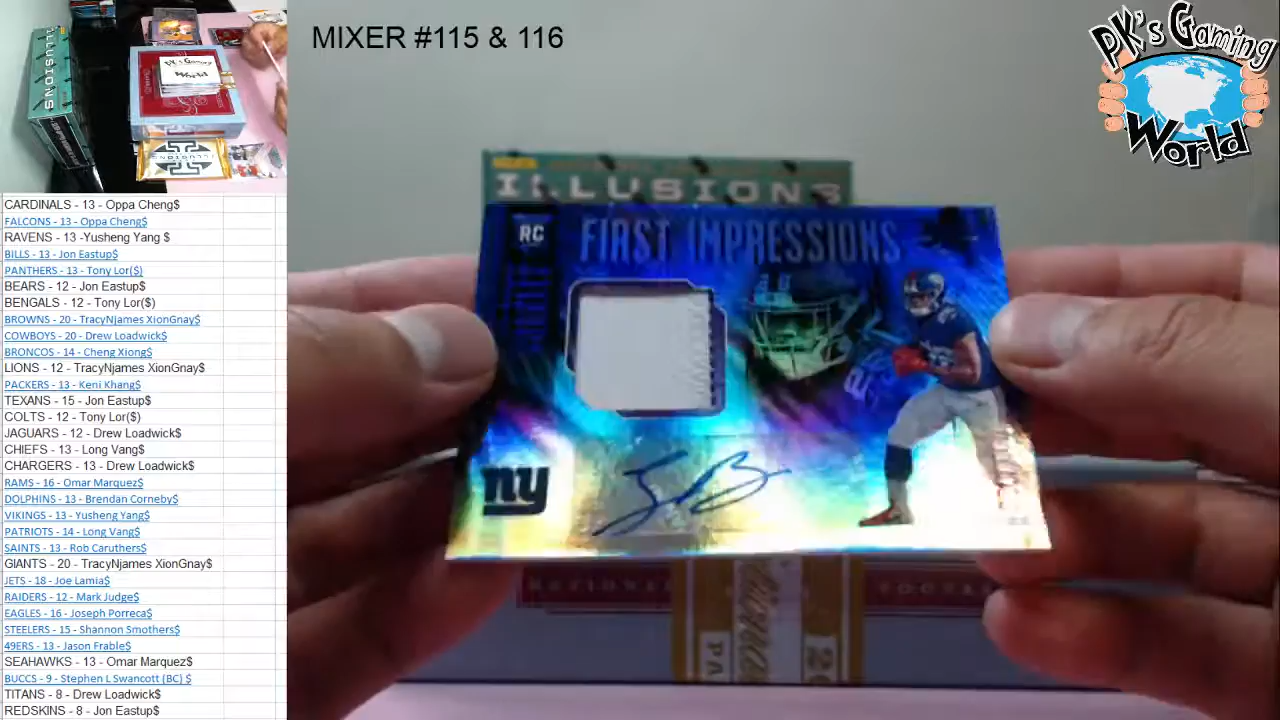 MIXER #115 & 116
PK's Gaming
World
ILLUSIONS
CARDINALS - 13 - Oppa Cheng$
FALCONS - 13 - Oppa Cheng$
RAVENS - 13 -Yusheng Yang $
BILLS - 13 - Jon Eastup$
PANTHERS - 13 - Tony Lor($)
BEARS - 12 - Jon Eastup$
BENGALS - 12 - Tony Lor($)
BROWNS - 20 - TracyNjames XionGnay$
COWBOYS - 20 - Drew Loadwick$
BRONCOS - 14 - Cheng Xiong$
LIONS - 12 - TracyNjames XionGnay$
PACKERS - 13 - Keni Khang$
TEXANS - 15 - Jon Eastup$
COLTS - 12 - Tony Lor($)
JAGUARS - 12 - Drew Loadwick$
CHIEFS - 13 - Long Vang$
CHARGERS - 13 - Drew Loadwick$
RAMS - 16 - Omar Marquez$
DOLPHINS - 13 - Brendan Corneby$
VIKINGS - 13 - Yusheng Yang$
PATRIOTS - 14 - Long Vang$
SAINTS - 13 - Rob Caruthers$
GIANTS - 20 - TracyNjames XionGnay$
JETS - 18 - Joe Lamia$
RAIDERS - 12 - Mark Judge$
EAGLES - 16 - Joseph Porreca$
STEELERS - 15 - Shannon Smothers$
49ERS - 13 - Jason Frable$
SEAHAWKS - 13 - Omar Marquez$
BUCCS - 9 - Stephen L Swancott (BC) $
TITANS - 8 - Drew Loadwick$
REDSKINS - 8 - Jon Eastup$
ILLUSIONS
RC
FIRST IMPRESSIONS
ny